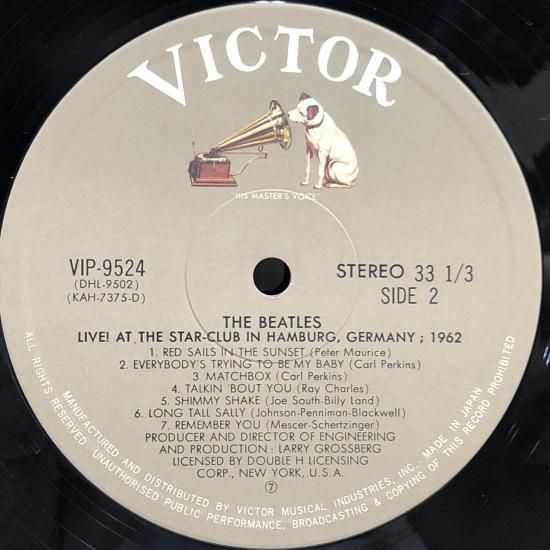 VICTOR
"HIS MASTER'S VOICE"
VIP-9524
(DHL-9502)
(KAH-7375-D)
STEREO 33 1/3
SIDE 2
THE BEATLES
LIVE! AT THE STAR-CLUB IN HAMBURG, GERMANY ; 1962
1. RED SAILS IN THE SUNSET (Peter Maurice)
2. EVERYBODY'S TRYING TO BE MY BABY (Carl Perkins)
3. MATCHBOX (Carl Perkins)
4. TALKIN 'BOUT YOU (Ray Charles)
5. SHIMMY SHAKE (Joe South-Billy Land)
6. LONG TALL SALLY (Johnson-Penniman-Blackwell)
7. REMEMBER YOU (Mescer-Schertzinger)
PRODUCER AND DIRECTOR OF ENGINEERING
AND PRODUCTION : LARRY GROSSBERG
LICENSED BY DOUBLE H LICENSING
CORP., NEW YORK, U.S.A.
⑦
MANUFACTURED AND DISTRIBUTED BY VICTOR MUSICAL INDUSTRIES, INC. MADE IN JAPAN
ALL RIGHTS RESERVED. UNAUTHORISED PUBLIC PERFORMANCE, BROADCASTING & COPYING OF THIS RECORD PROHIBITED